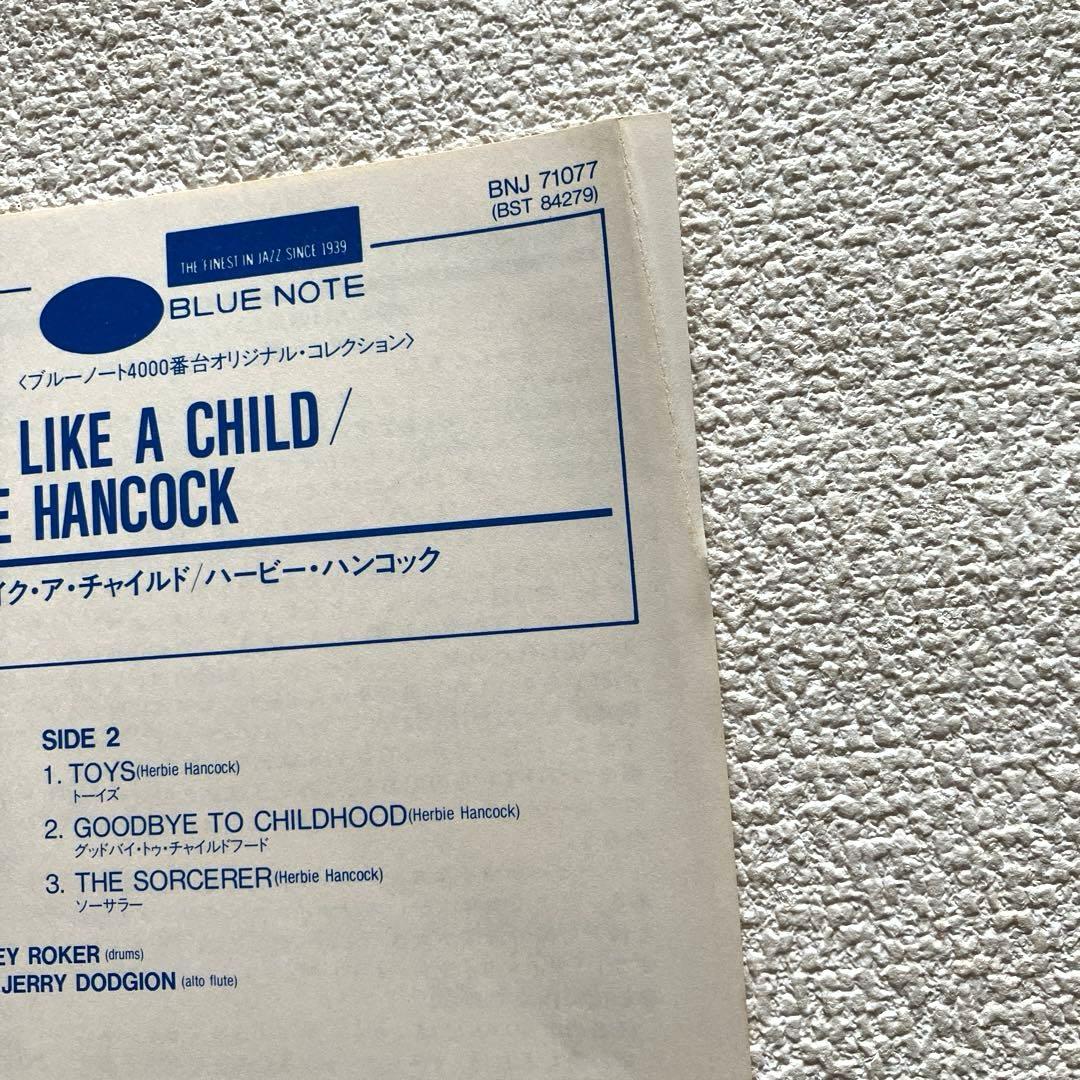 BNJ 71077
(BST 84279)
THE FINEST IN JAZZ SINCE 1939
BLUE NOTE
〈ブルーノート4000番台オリジナル・コレクション〉
LIKE A CHILD/
E HANCOCK
イク・ア・チャイルド/ハービー・ハンコック
SIDE 2
1. TOYS(Herbie Hancock)
トーイズ
2. GOODBYE TO CHILDHOOD(Herbie Hancock)
グッドバイ・トゥ・チャイルドフード
3. THE SORCERER(Herbie Hancock)
ソーサラー
EY ROKER (drums)
JERRY DODGION (alto flute)